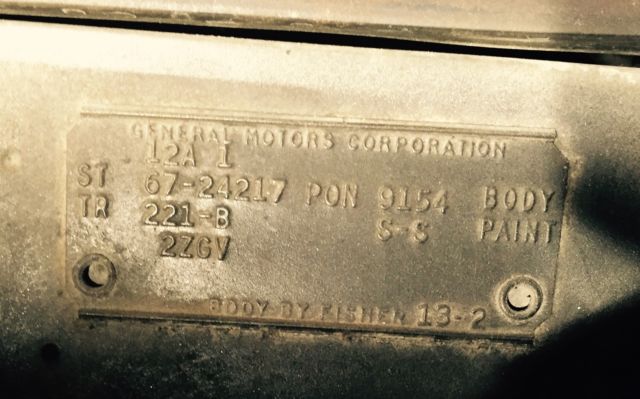 GENERAL MOTORS CORPORATION
12A I
ST 67-24217 PON 9154 BODY
TR 221-B S-S PAINT
2ZGV
BODY BY FISHER 13-2